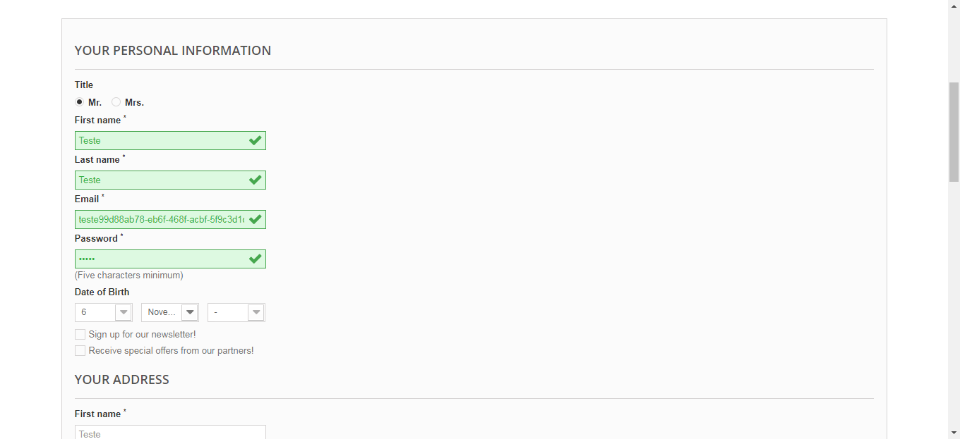 YOUR PERSONAL INFORMATION
Title
Mr. Mrs.
First name *
Teste
Last name *
Teste
Email *
teste99d88ab78-eb6f-468f-acbf-5f9c3d1
Password *
•••••
(Five characters minimum)
Date of Birth
6 Nove... -
Sign up for our newsletter!
Receive special offers from our partners!
YOUR ADDRESS
First name *
Teste